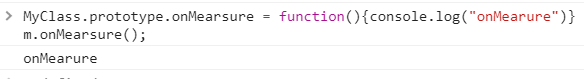 > MyClass.prototype.onMearsure = function(){console.log("onMearure")}
m.onMearsure();
onMearure